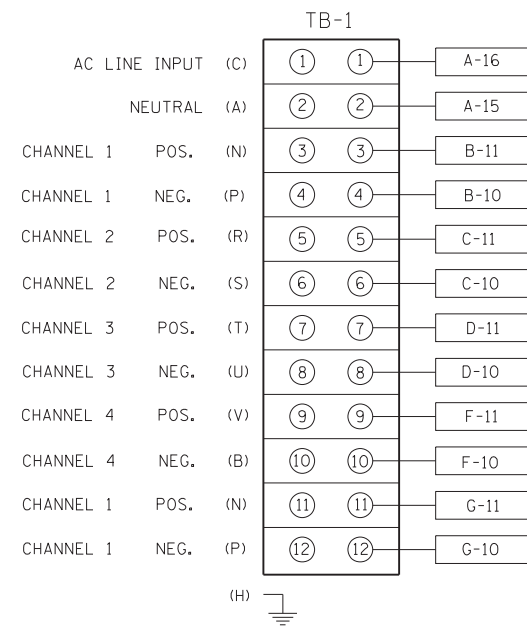 TB-1
AC LINE INPUT (C) 1 1 A-16
NEUTRAL (A) 2 2 A-15
CHANNEL 1 POS. (N) 3 3 B-11
CHANNEL 1 NEG. (P) 4 4 B-10
CHANNEL 2 POS. (R) 5 5 C-11
CHANNEL 2 NEG. (S) 6 6 C-10
CHANNEL 3 POS. (T) 7 7 D-11
CHANNEL 3 NEG. (U) 8 8 D-10
CHANNEL 4 POS. (V) 9 9 F-11
CHANNEL 4 NEG. (B) 10 10 F-10
CHANNEL 1 POS. (N) 11 11 G-11
CHANNEL 1 NEG. (P) 12 12 G-10
(H)